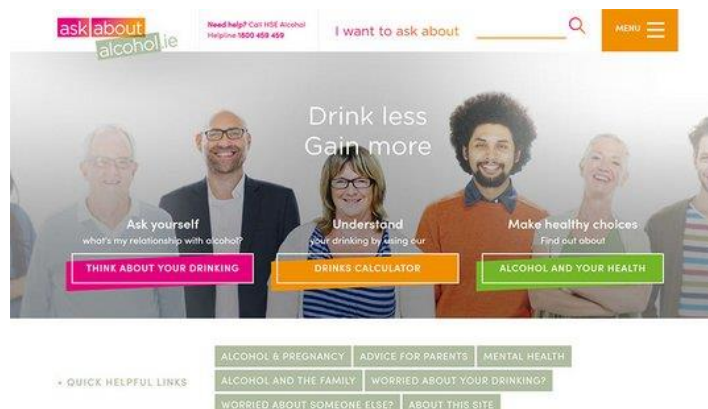 ask about
alcohol.ie
Need help? Call HSE Alcohol
Helpline 1800 459 459
I want to ask about
MENU
Drink less
Gain more
Ask yourself
what's my relationship with alcohol?
THINK ABOUT YOUR DRINKING
Understand
your drinking by using our
DRINKS CALCULATOR
Make healthy choices
Find out about
ALCOHOL AND YOUR HEALTH
» QUICK HELPFUL LINKS
ALCOHOL & PREGNANCY
ADVICE FOR PARENTS
MENTAL HEALTH
ALCOHOL AND THE FAMILY
WORRIED ABOUT YOUR DRINKING?
WORRIED ABOUT SOMEONE ELSE?
ABOUT THIS SITE